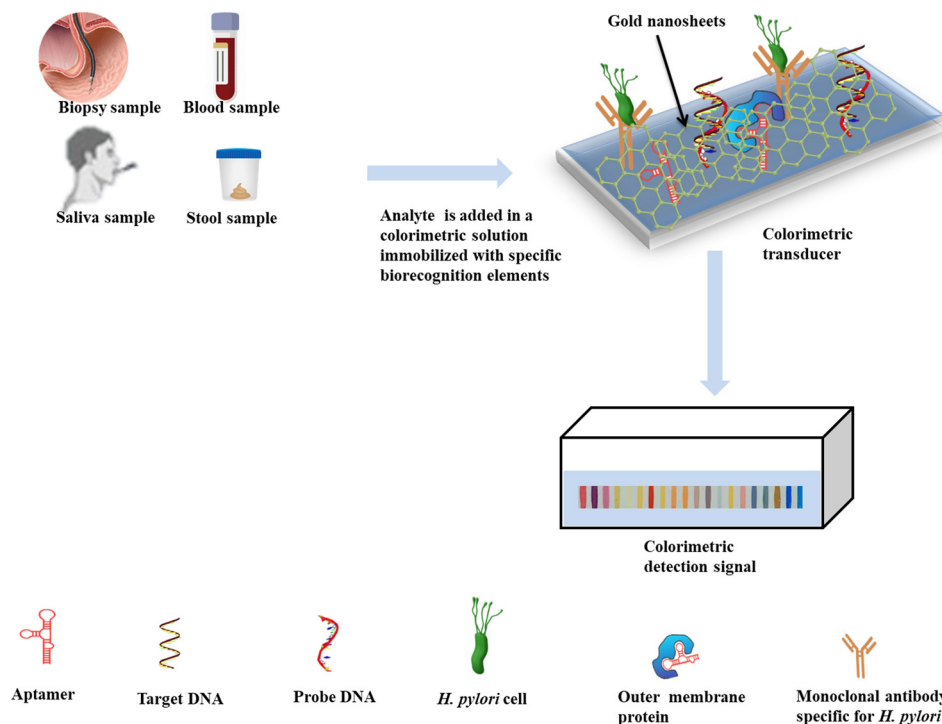 Gold nanosheets
Biopsy sample
Blood sample
Saliva sample
Stool sample
Analyte is added in a
colorimetric solution
immobilized with specific
biorecognition elements
Colorimetric
transducer
Colorimetric
detection signal
Aptamer
Target DNA
Probe DNA
H. pylori cell
Outer membrane
protein
Monoclonal antibody
specific for H. pylori